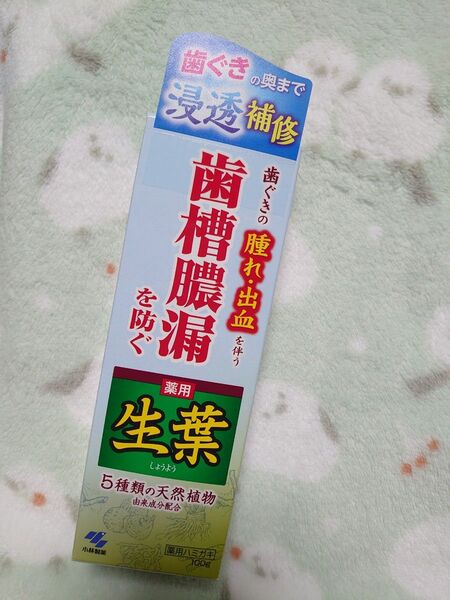 歯ぐきの奥まで
浸透補修
歯ぐきの腫れ・出血を伴う
歯槽膿漏
を防ぐ
薬用
生葉
しょうよう
5種類の天然植物
由来成分配合
小林製薬
薬用ハミガキ
100g